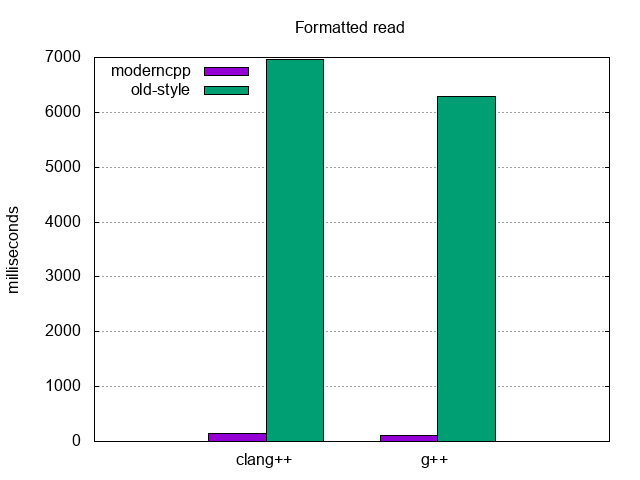 Formatted read
7000
6000
5000
4000
3000
2000
1000
0
milliseconds
moderncpp
old-style
clang++
g++